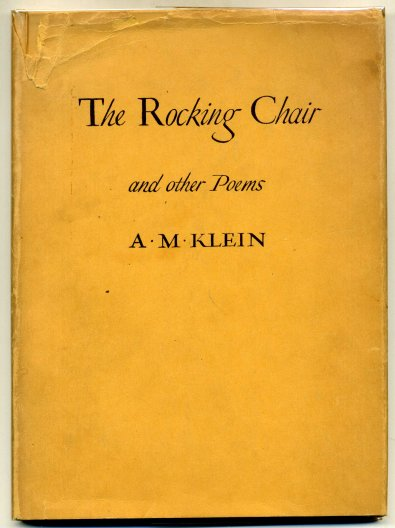 The Rocking Chair
and other Poems
A·M·KLEIN